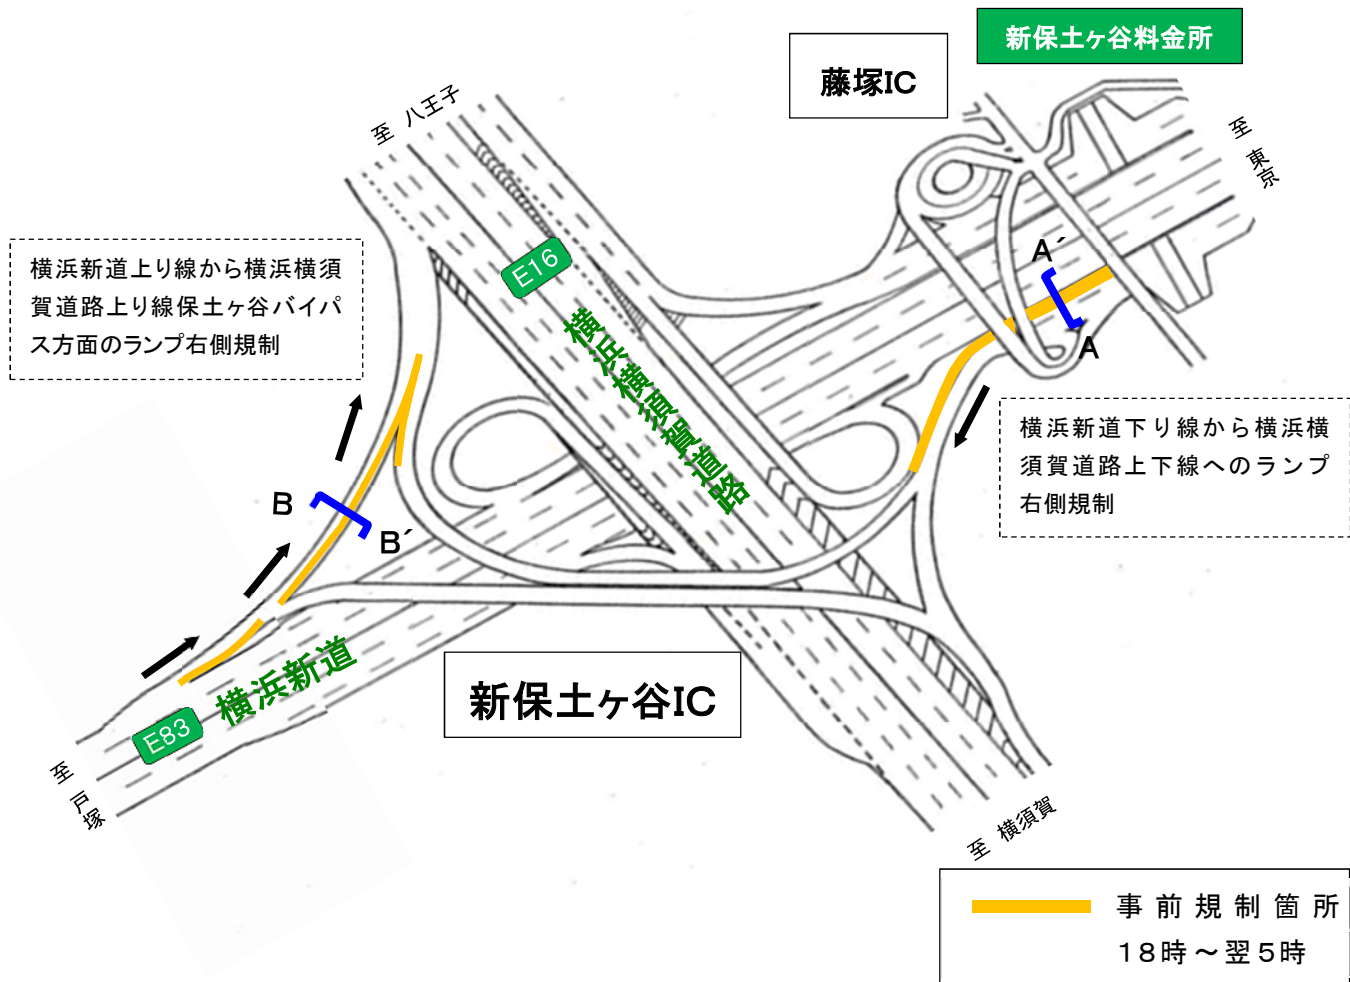 新保土ヶ谷料金所
藤塚IC
至 八王子
至 東京
E16
横浜横須賀道路
横浜新道上り線から横浜横須
賀道路上り線保土ヶ谷バイパ
ス方面のランプ右側規制
A´
A
横浜新道下り線から横浜横
須賀道路上下線へのランプ
右側規制
B
B´
横浜新道
E83
新保土ヶ谷IC
至 戸塚
至 横須賀
事前規制箇所
18時～翌5時